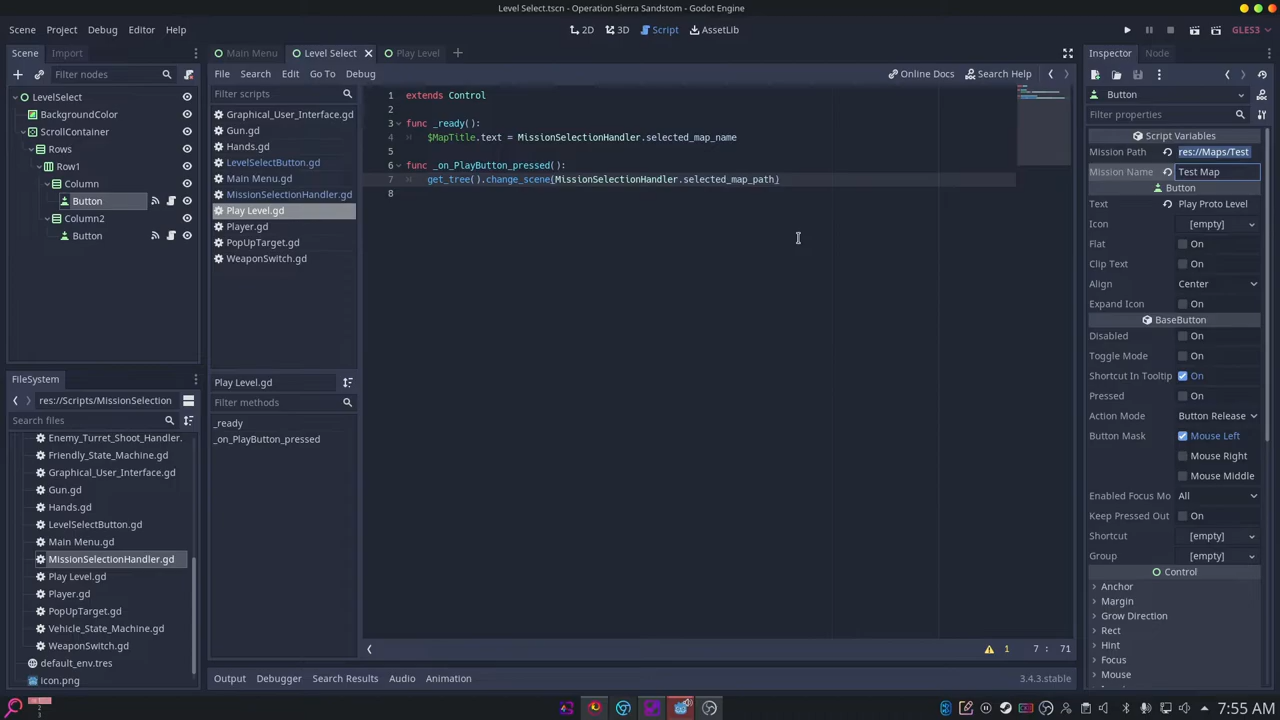 Level Select.tscn - Operation Sierra Sandstom - Godot Engine
Scene Project Debug Editor Help
2D 3D Script AssetLib
GLES3
Scene Import
Filter nodes
LevelSelect
BackgroundColor
ScrollContainer
Rows
Row1
Column
Button
Column2
Button
FileSystem
res://Scripts/MissionSelection
Search files
Enemy_Turret_Shoot_Handler.
Friendly_State_Machine.gd
Graphical_User_Interface.gd
Gun.gd
Hands.gd
LevelSelectButton.gd
Main Menu.gd
MissionSelectionHandler.gd
Play Level.gd
Player.gd
PopUpTarget.gd
Vehicle_State_Machine.gd
WeaponSwitch.gd
default_env.tres
icon.png
Main Menu Level Select Play Level
File Search Edit Go To Debug
Online Docs Search Help
Filter scripts
Graphical_User_Interface.gd
Gun.gd
Hands.gd
LevelSelectButton.gd
Main Menu.gd
MissionSelectionHandler.gd
Play Level.gd
Player.gd
PopUpTarget.gd
WeaponSwitch.gd
Play Level.gd
Filter methods
_ready
_on_PlayButton_pressed
1 extends Control
2
3 func _ready():
4 $MapTitle.text = MissionSelectionHandler.selected_map_name
5
6 func _on_PlayButton_pressed():
7 get_tree().change_scene(MissionSelectionHandler.selected_map_path)
8
1 7 : 71
Output Debugger Search Results Audio Animation
3.4.3.stable
Inspector Node
Button
Filter properties
Script Variables
Mission Path res://Maps/Test
Mission Name Test Map
Button
Text Play Proto Level
Icon [empty]
Flat On
Clip Text On
Align Center
Expand Icon On
BaseButton
Disabled On
Toggle Mode On
Shortcut In Tooltip On
Pressed On
Action Mode Button Release
Button Mask Mouse Left
Mouse Right
Mouse Middle
Enabled Focus Mo All
Keep Pressed Out On
Shortcut [empty]
Group [empty]
Control
Anchor
Margin
Grow Direction
Rect
Hint
Focus
Mouse
7:55 AM